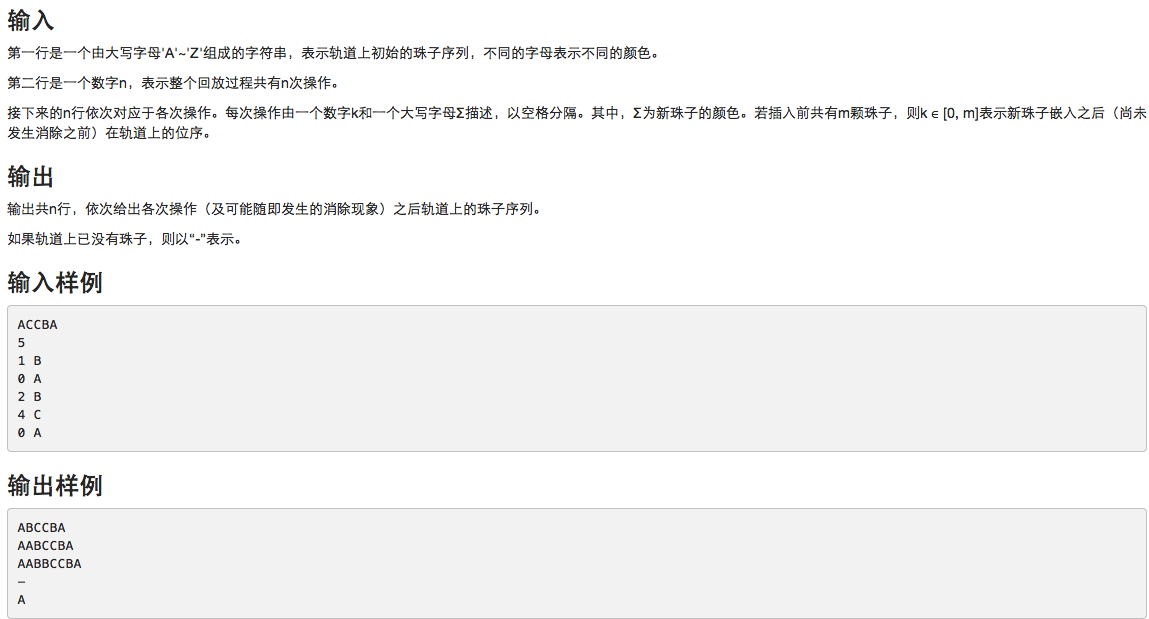 输入
第一行是一个由大写字母'A'~'Z'组成的字符串，表示轨道上初始的珠子序列，不同的字母表示不同的颜色。
第二行是一个数字n，表示整个回放过程共有n次操作。
接下来的n行依次对应于各次操作。每次操作由一个数字k和一个大写字母Σ描述，以空格分隔。其中，Σ为新珠子的颜色。若插入前共有m颗珠子，则k ∈ [0, m]表示新珠子嵌入之后（尚未
发生消除之前）在轨道上的位序。
输出
输出共n行，依次给出各次操作（及可能随即发生的消除现象）之后轨道上的珠子序列。
如果轨道上已没有珠子，则以“-”表示。
输入样例
ACCBA
5
1 B
0 A
2 B
4 C
0 A
输出样例
ABCCBA
AABCCBA
AABBCCBA
–
A